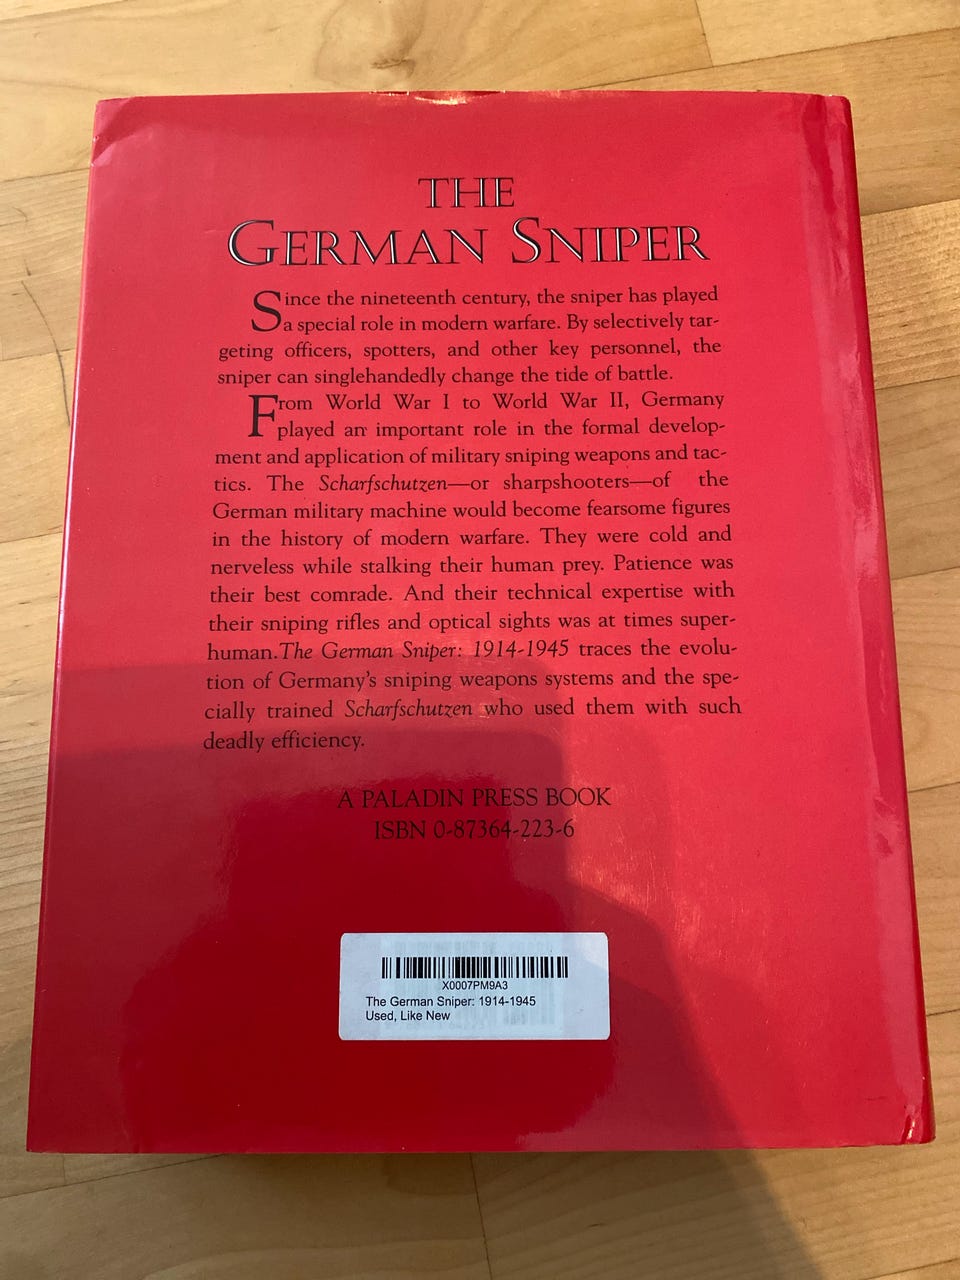 THE
GERMAN SNIPER
Since the nineteenth century, the sniper has played
a special role in modern warfare. By selectively tar-
geting officers, spotters, and other key personnel, the
sniper can singlehandedly change the tide of battle.
From World War I to World War II, Germany
played an important role in the formal develop-
ment and application of military sniping weapons and tac-
tics. The Scharfschutzen—or sharpshooters—of the
German military machine would become fearsome figures
in the history of modern warfare. They were cold and
nerveless while stalking their human prey. Patience was
their best comrade. And their technical expertise with
their sniping rifles and optical sights was at times super-
human.The German Sniper: 1914-1945 traces the evolu-
tion of Germany's sniping weapons systems and the spe-
cially trained Scharfschutzen who used them with such
deadly efficiency.
A PALADIN PRESS BOOK
ISBN 0-87364-223-6
X0007PM9A3
The German Sniper: 1914-1945
Used, Like New